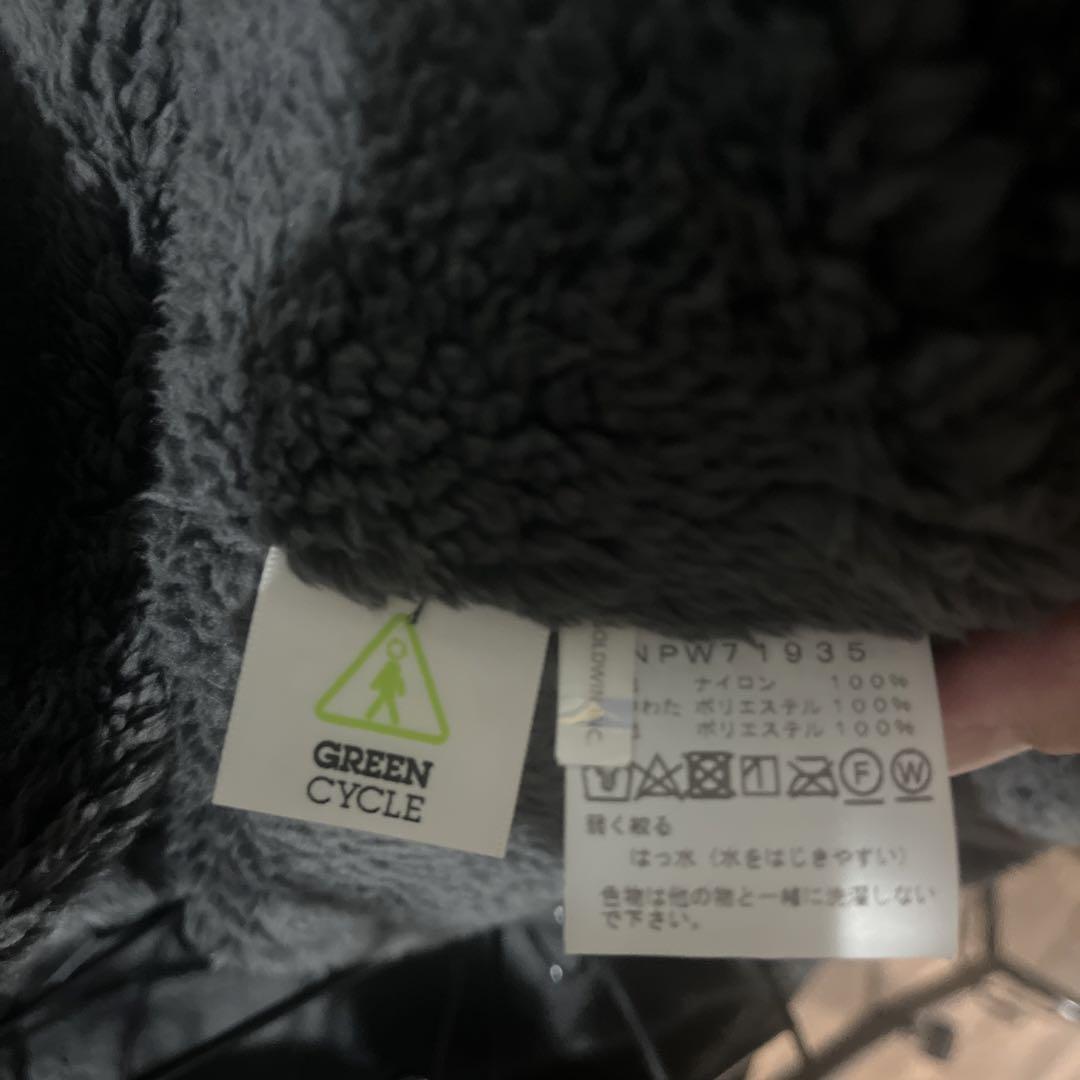 GREEN
CYCLE
GOLDWIN
NPW71935
ナイロン 100%
わた ポリエステル 100%
ポリエステル 100%
F W
弱く絞る
はっ水（水をはじきやすい）
色物は他の物と一緒に洗濯しない
で下さい。